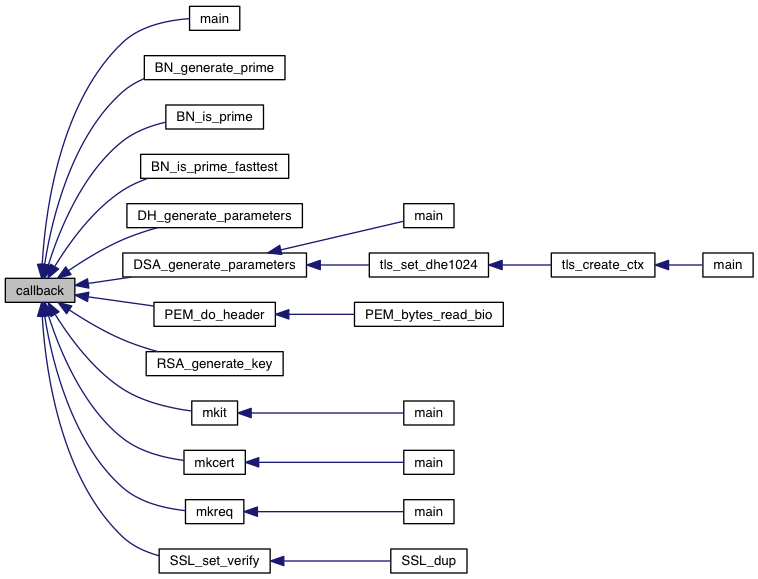 main
BN_generate_prime
BN_is_prime
BN_is_prime_fasttest
DH_generate_parameters
main
DSA_generate_parameters
tls_set_dhe1024
tls_create_ctx
main
callback
PEM_do_header
PEM_bytes_read_bio
RSA_generate_key
mkit
main
mkcert
main
mkreq
main
SSL_set_verify
SSL_dup